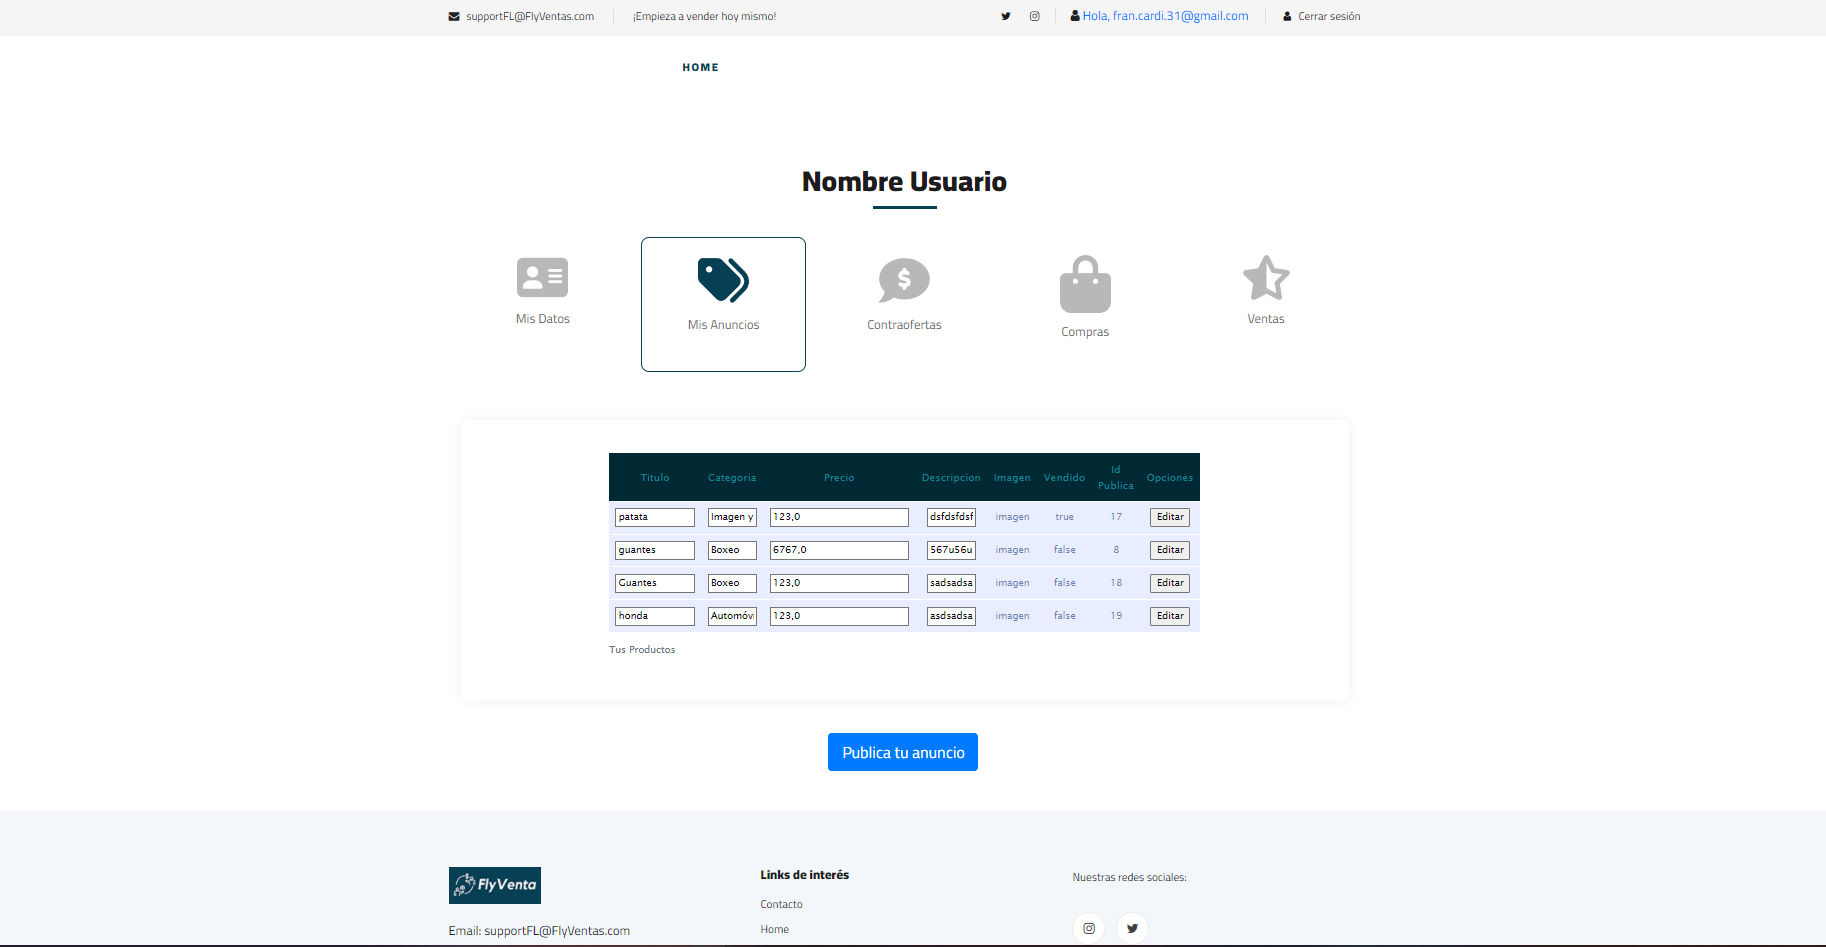 supportFL@FlyVentas.com ¡Empieza a vender hoy mismo! Hola, fran.cardi.31@gmail.com Cerrar sesión
HOME
Nombre Usuario
Mis Datos Mis Anuncios Contraofertas Compras Ventas
Titulo Categoria Precio Descripcion Imagen Vendido Id Publica Opciones
patata Imagen y 123,0 dsfdsfdsf imagen true 17 Editar
guantes Boxeo 6767,0 567u56u imagen false 8 Editar
Guantes Boxeo 123,0 sadsadsa imagen false 18 Editar
honda Automóvi 123,0 asdsadsa imagen false 19 Editar
Tus Productos
Publica tu anuncio
FlyVenta
Email: supportFL@FlyVentas.com
Links de interés
Contacto
Home
Nuestras redes sociales: